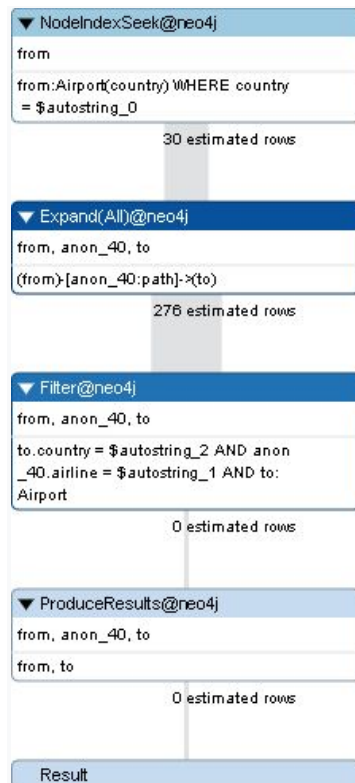 NodeIndexSeek@neo4j
from
from:Airport(country) WHERE country
= $autostring_0
30 estimated rows
Expand(All)@neo4j
from, anon_40, to
(from)-[anon_40:path]->(to)
276 estimated rows
Filter@neo4j
from, anon_40, to
to.country = $autostring_2 AND anon
_40.airline = $autostring_1 AND to:
Airport
0 estimated rows
ProduceResults@neo4j
from, anon_40, to
from, to
0 estimated rows
Result